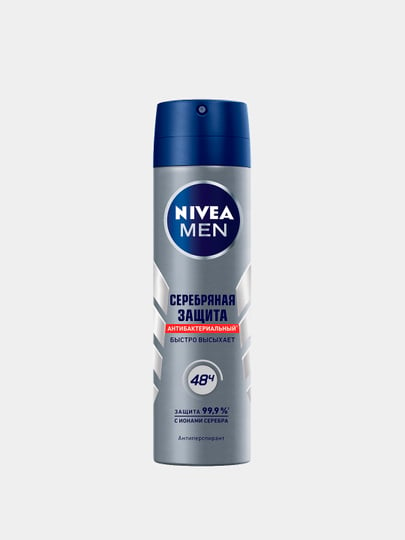 NIVEA
MEN
СЕРЕБРЯНАЯ
ЗАЩИТА
АНТИБАКТЕРИАЛЬНЫЙ*
БЫСТРО ВЫСЫХАЕТ
48Ч
ЗАЩИТА 99,9%*
С ИОНАМИ СЕРЕБРА
Антиперспирант